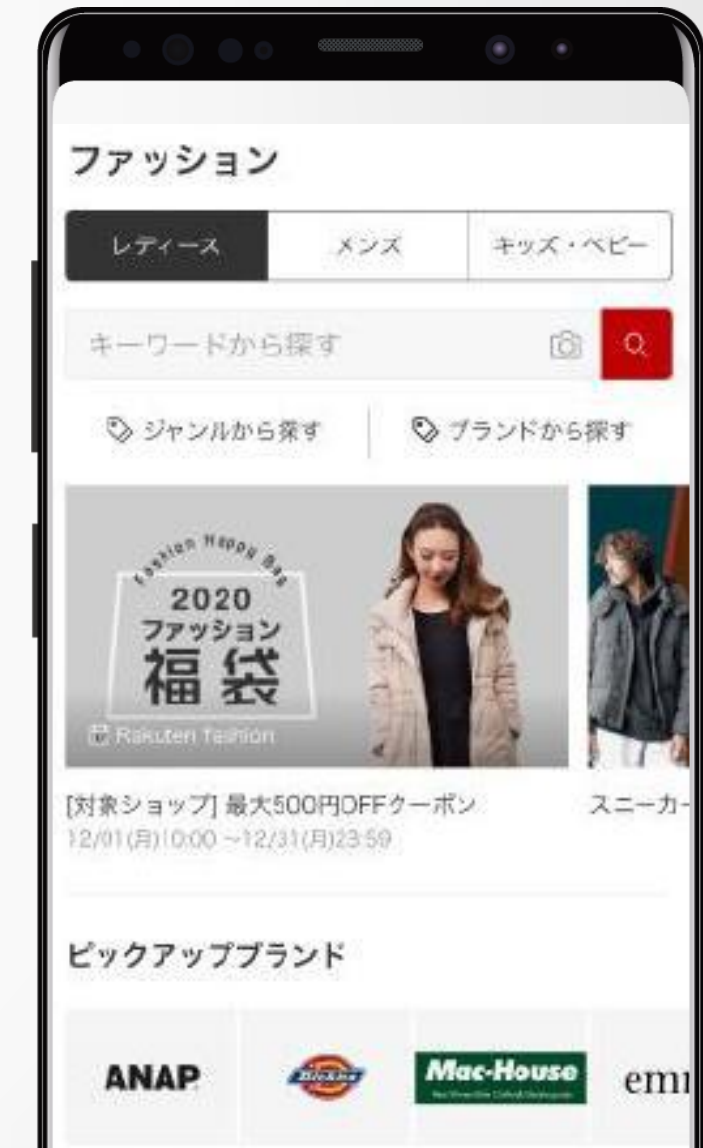 ファッション
レディース
メンズ
キッズ・ベビー
キーワードから探す
ジャンルから探す
ブランドから探す
Fashion Happy Bag
2020
ファッション
福袋
Rakuten fashion
[対象ショップ] 最大500円OFFクーポン
スニーカー
12/01(月)10:00 ~12/31(月)23:59
ピックアップブランド
ANAP
Dickies
Mac-House
em